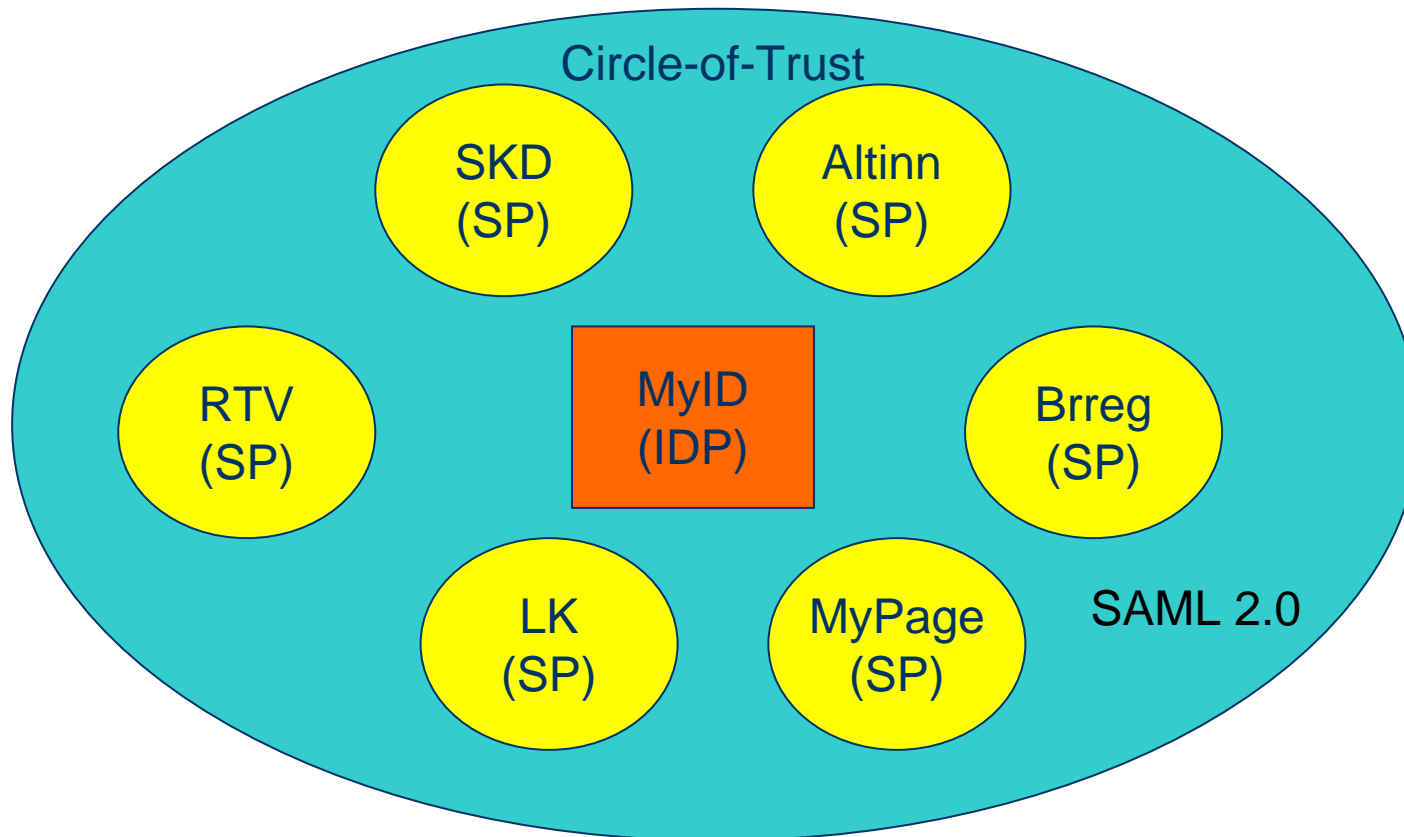 Circle-of-Trust
SKD
(SP)
Altinn
(SP)
RTV
(SP)
MyID
(IDP)
Brreg
(SP)
LK
(SP)
MyPage
(SP)
SAML 2.0